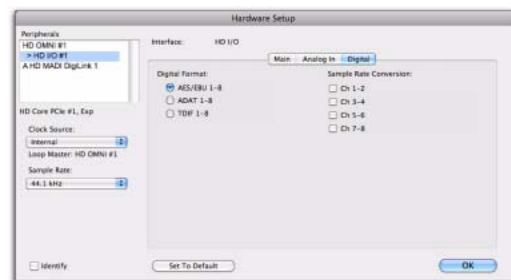 Hardware Setup
Peripherals
HD OMNI #1
> HD I/O #1
A HD MADI DigiLink 1
HD Core PCIe #1, Exp
Clock Source:
Internal
Loop Master: HD OMNI #1
Sample Rate:
44.1 kHz
Identify
Interface: HD I/O
Main Analog In Digital
Digital Format:
AES/EBU 1-8
ADAT 1-8
TDIF 1-8
Sample Rate Conversion:
Ch 1-2
Ch 3-4
Ch 5-6
Ch 7-8
Set To Default
OK